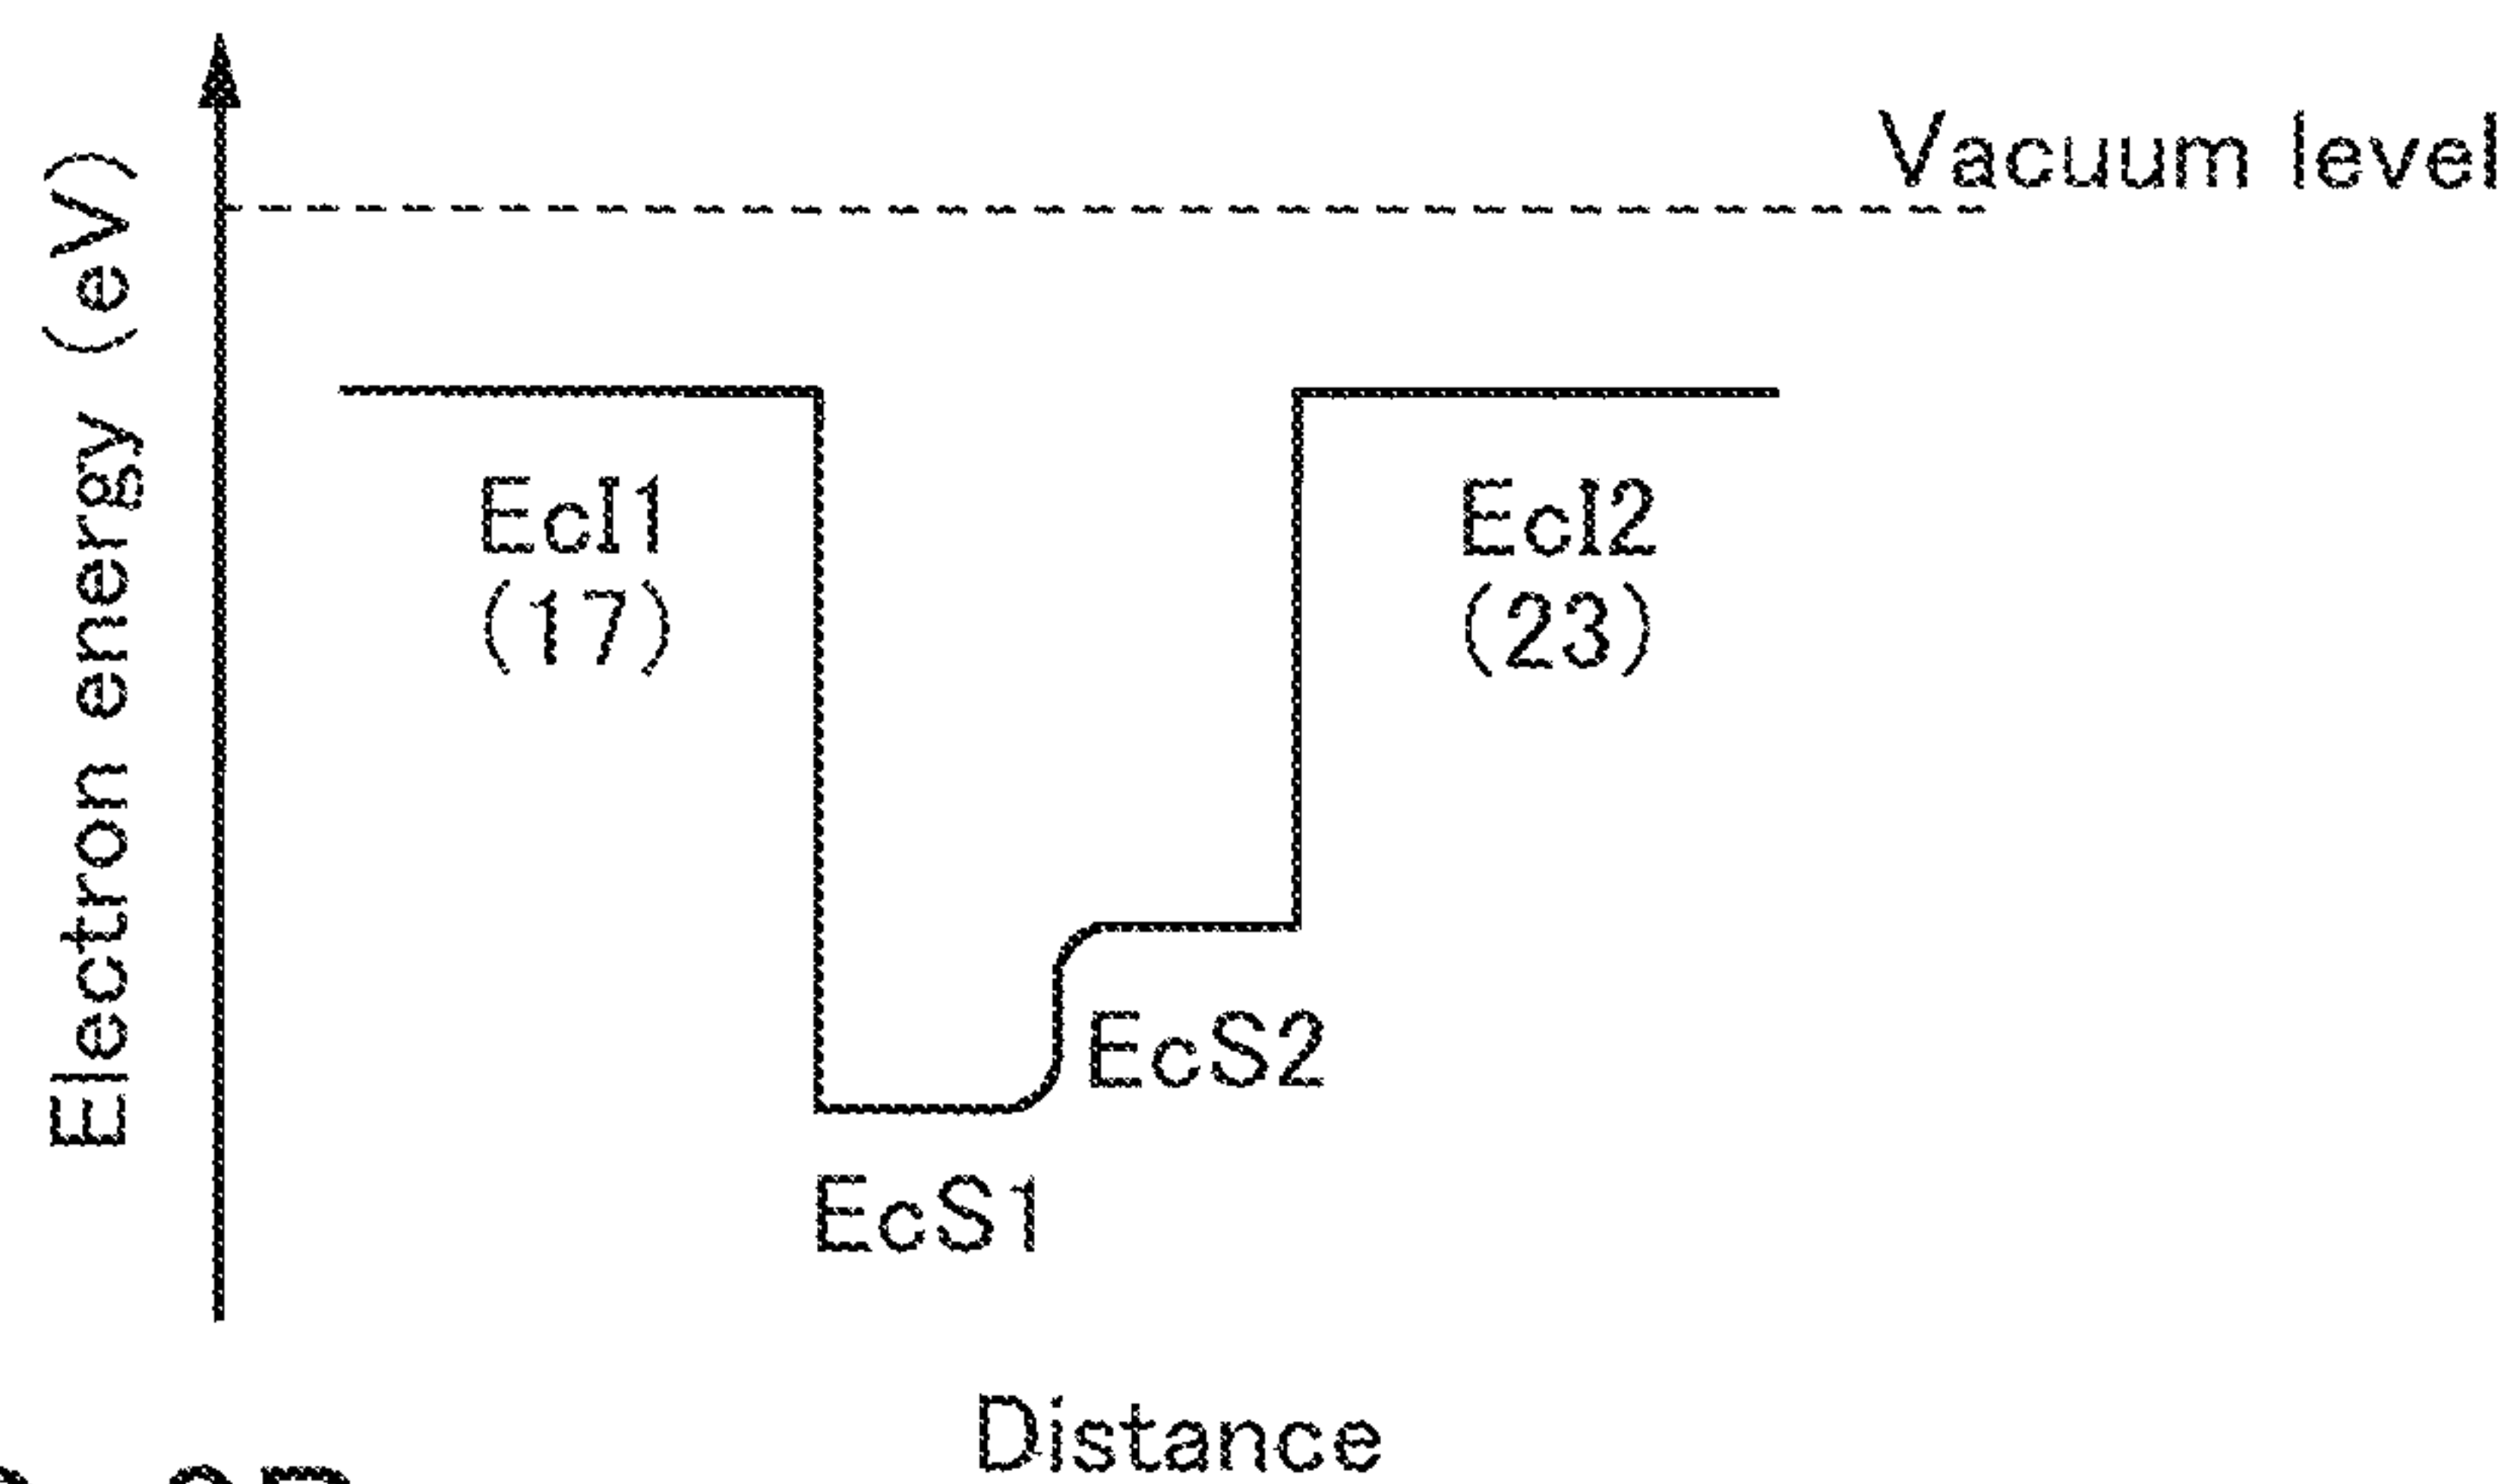 Vacuum level
Electron energy (eV)
EcI1
(17)
EcI2
(23)
EcS2
EcS1
Distance